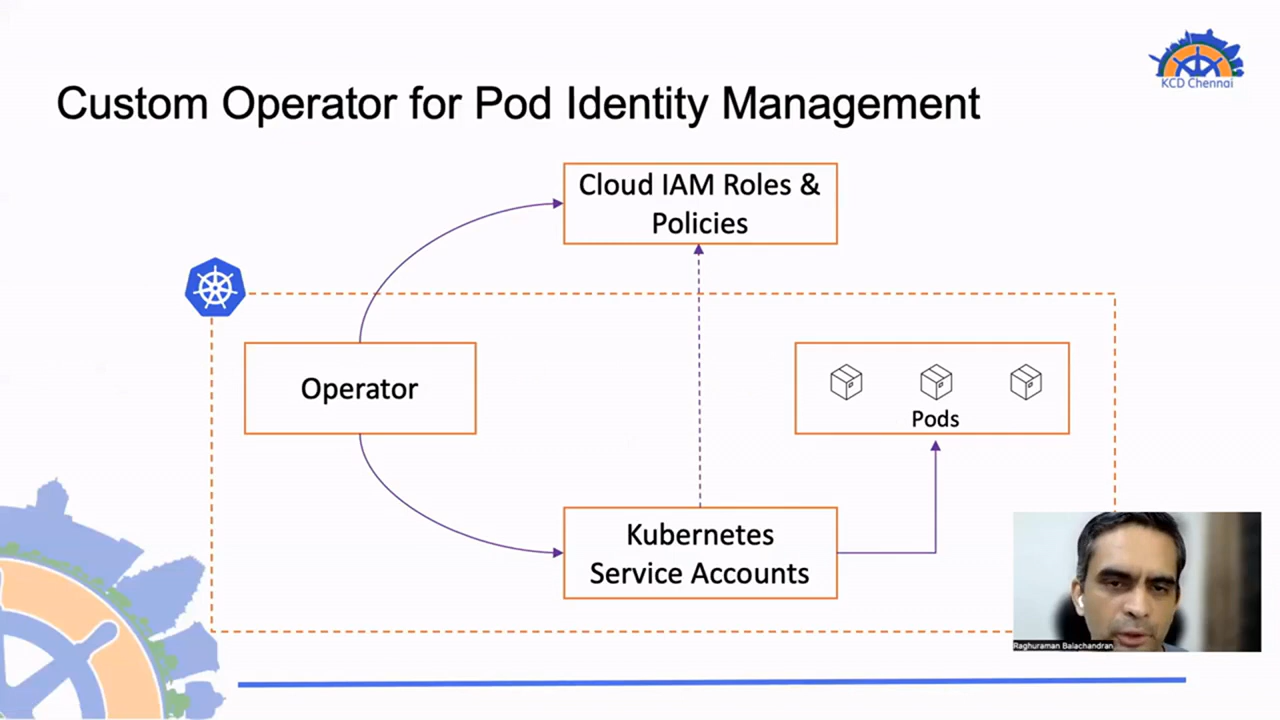 KCD Chennai
Custom Operator for Pod Identity Management
Cloud IAM Roles &
Policies
Operator
Pods
Kubernetes
Service Accounts
Raghuraman Balachandran